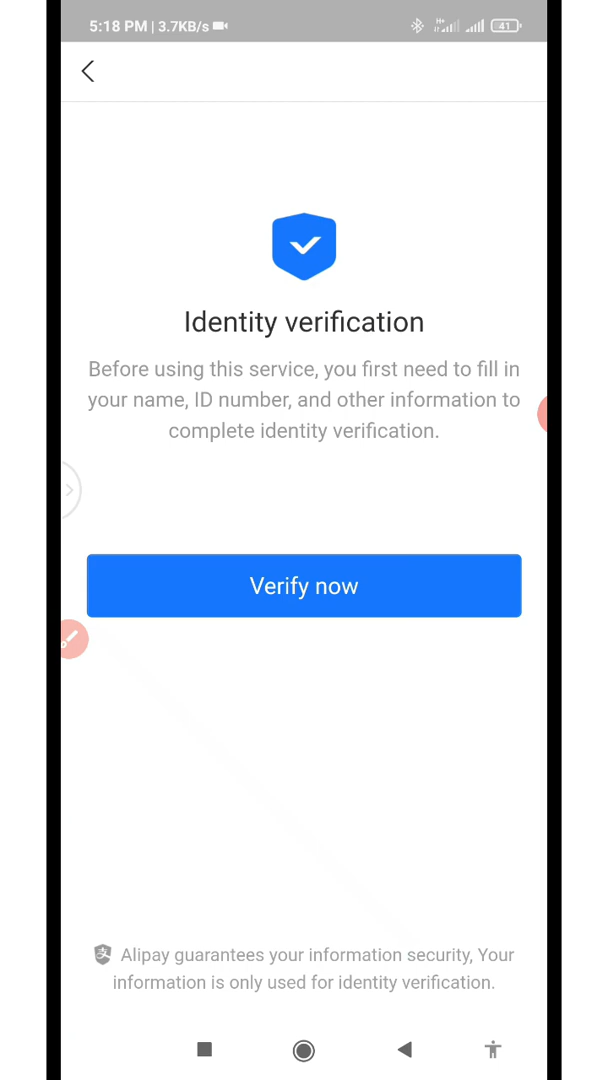 5:18 PM | 3.7KB/s
H+
41
Identity verification
Before using this service, you first need to fill in
your name, ID number, and other information to
complete identity verification.
Verify now
支 Alipay guarantees your information security, Your
information is only used for identity verification.